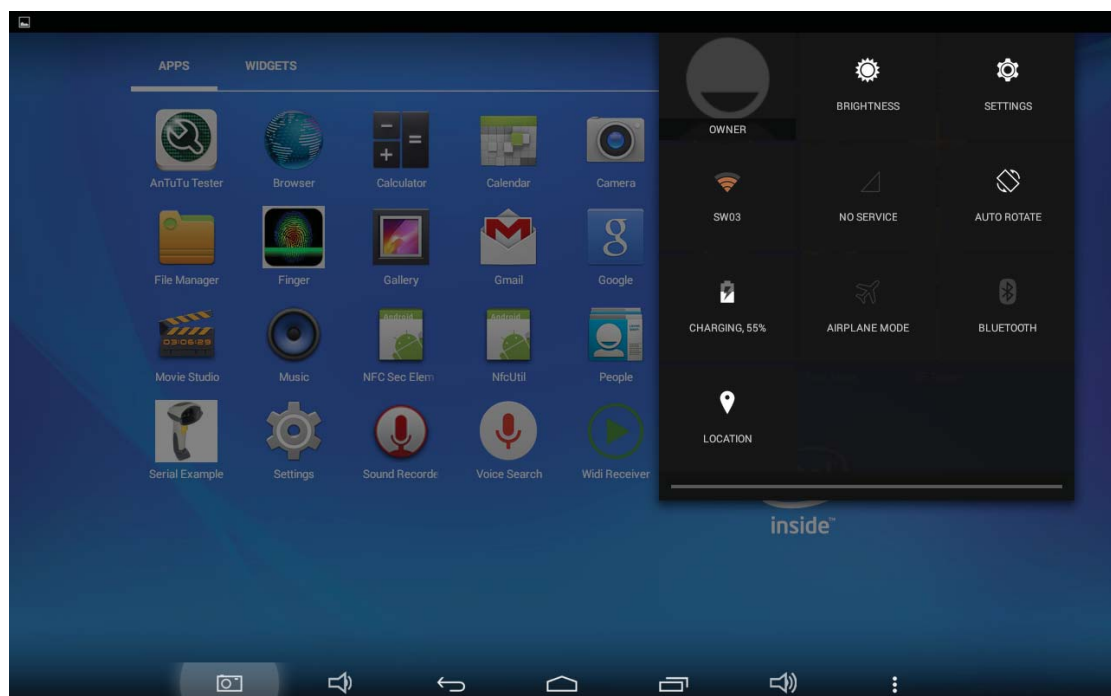 APPS WIDGETS
AnTuTu Tester Browser Calculator Calendar Camera
File Manager Finger Gallery Gmail Google
Movie Studio Music NFC Sec Elem NfcUtil People
Serial Example Settings Sound Recorde Voice Search Widi Receiver
OWNER BRIGHTNESS SETTINGS
SW03 NO SERVICE AUTO ROTATE
CHARGING, 55% AIRPLANE MODE BLUETOOTH
LOCATION
inside™